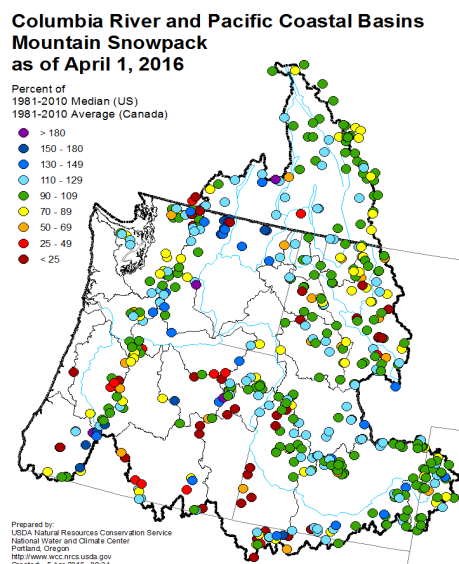 Columbia River and Pacific Coastal Basins
Mountain Snowpack
as of April 1, 2016
Percent of
1981-2010 Median (US)
1981-2010 Average (Canada)
> 180
150 - 180
130 - 149
110 - 129
90 - 109
70 - 89
50 - 69
25 - 49
< 25
Prepared by:
USDA Natural Resources Conservation Service
National Water and Climate Center
Portland, Oregon
http://www.wcc.nrcs.usda.gov